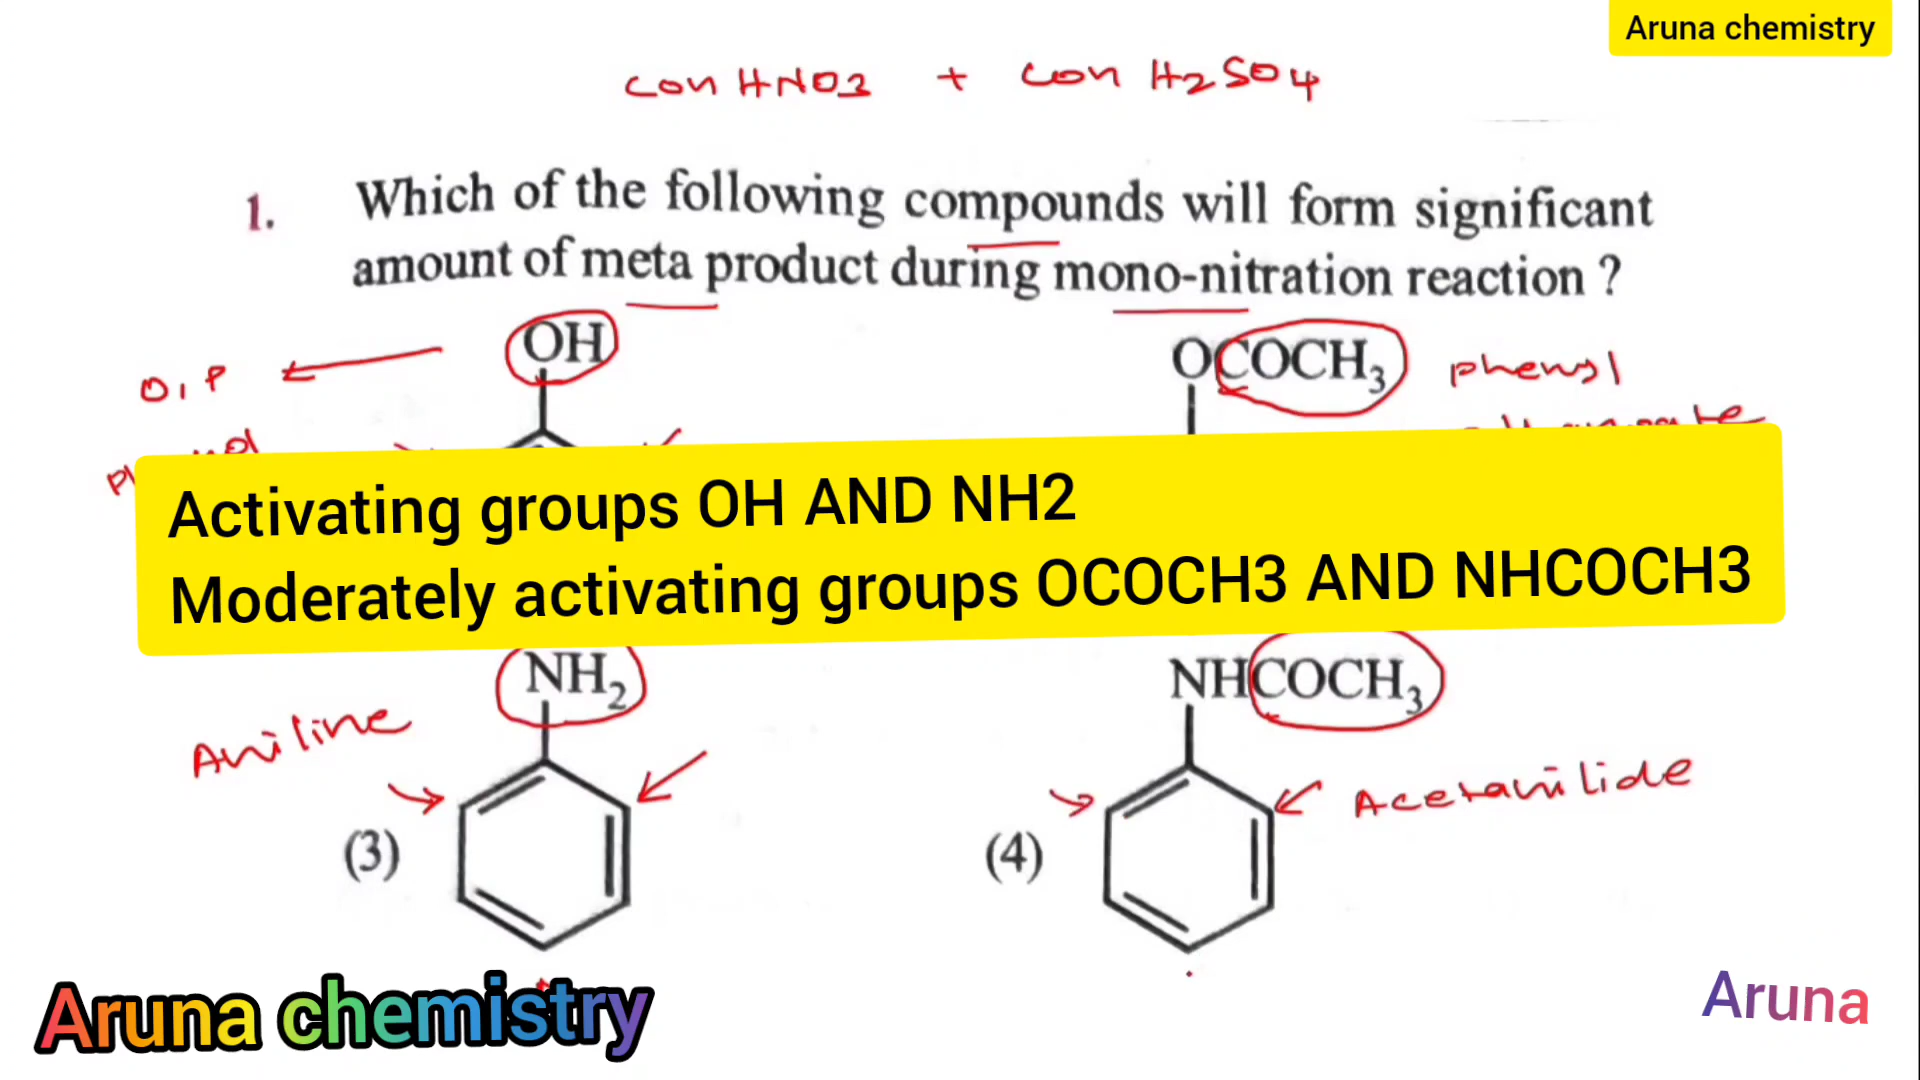 Aruna chemistry
con HNO3 + con H2SO4
1. Which of the following compounds will form significant
amount of meta product during mono-nitration reaction ?
O, P
OH
OCOCH3
phenyl
Activating groups OH AND NH2
Moderately activating groups OCOCH3 AND NHCOCH3
Aniline
NH2
NHCOCH3
Acetanilide
(3)
(4)
Aruna chemistry
Aruna